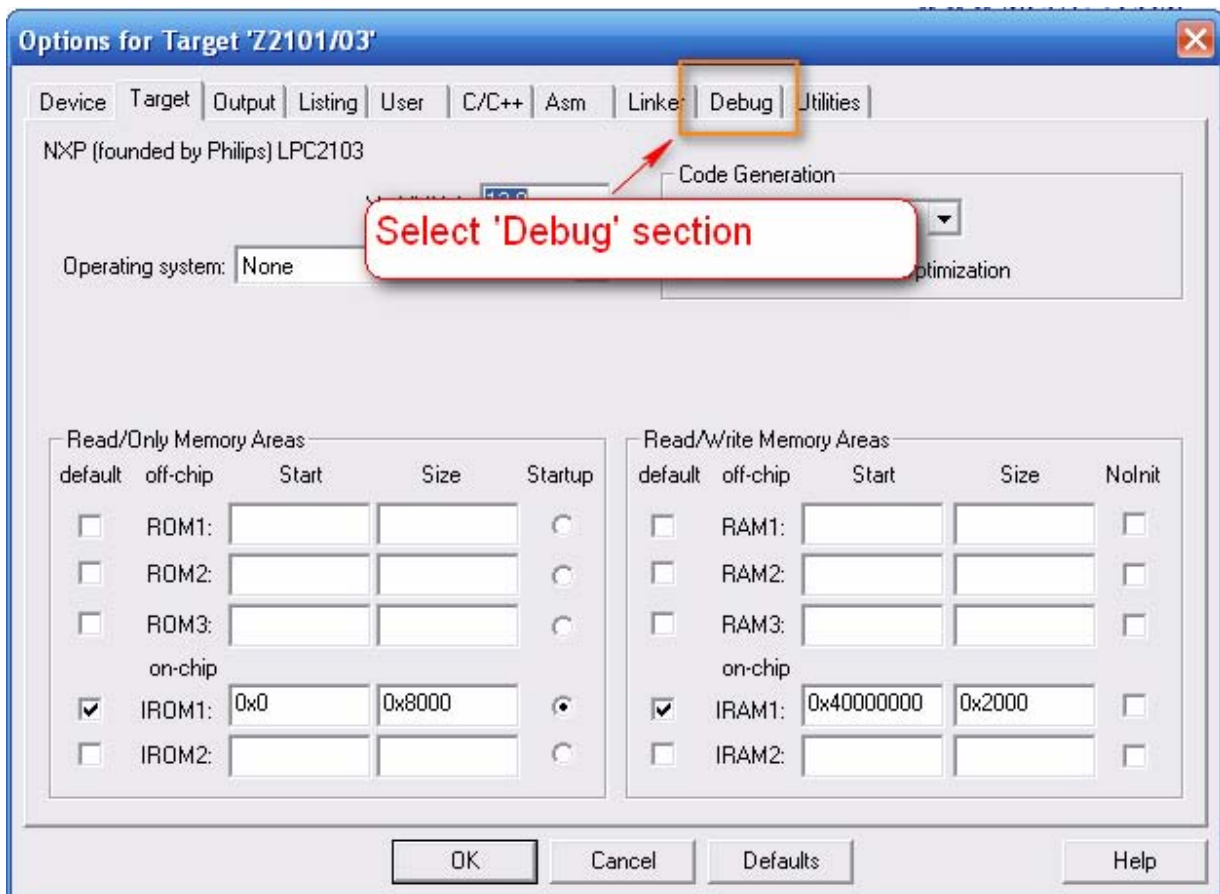 Options for Target 'Z2101/03'
Device Target Output Listing User C/C++ Asm Linker Debug Utilities
NXP (founded by Philips) LPC2103
Code Generation
Select 'Debug' section
Operating system: None
Read/Only Memory Areas
default off-chip Start Size Startup
ROM1:
ROM2:
ROM3:
on-chip
IROM1: 0x0 0x8000
IROM2:
Read/Write Memory Areas
default off-chip Start Size NoInit
RAM1:
RAM2:
RAM3:
on-chip
IRAM1: 0x40000000 0x2000
IRAM2:
OK Cancel Defaults Help